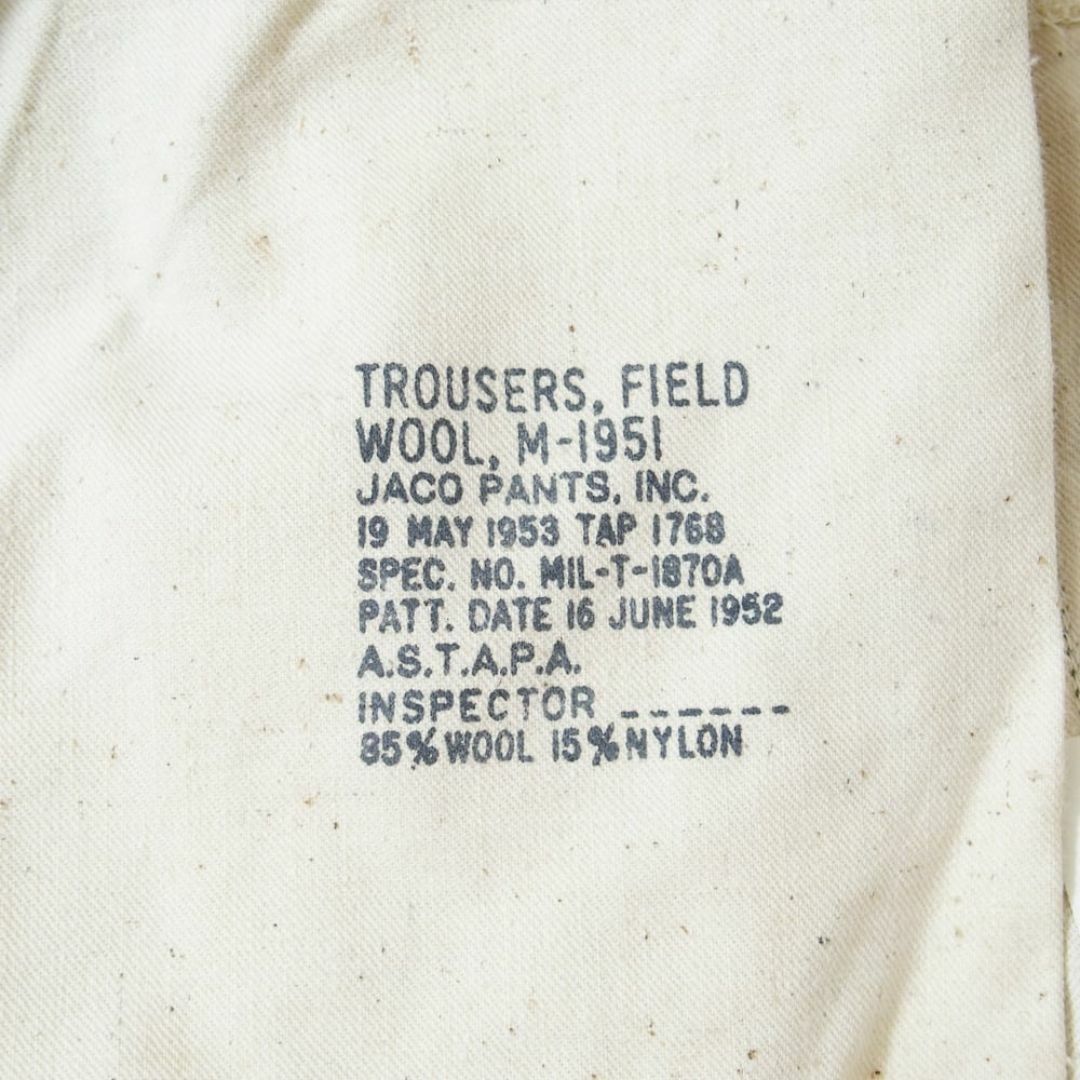 TROUSERS, FIELD
WOOL, M-1951
JACO PANTS, INC.
19 MAY 1953 TAP 1768
SPEC. NO. MIL-T-1870A
PATT. DATE 16 JUNE 1952
A.S.T.A.P.A.
INSPECTOR ______
85% WOOL 15% NYLON